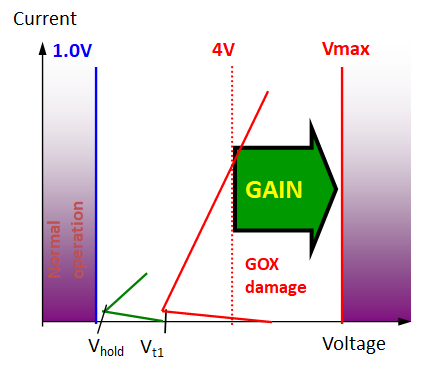 Current
1.0V
4V
Vmax
Normal
operation
GAIN
GOX
damage
Vhold
Vt1
Voltage